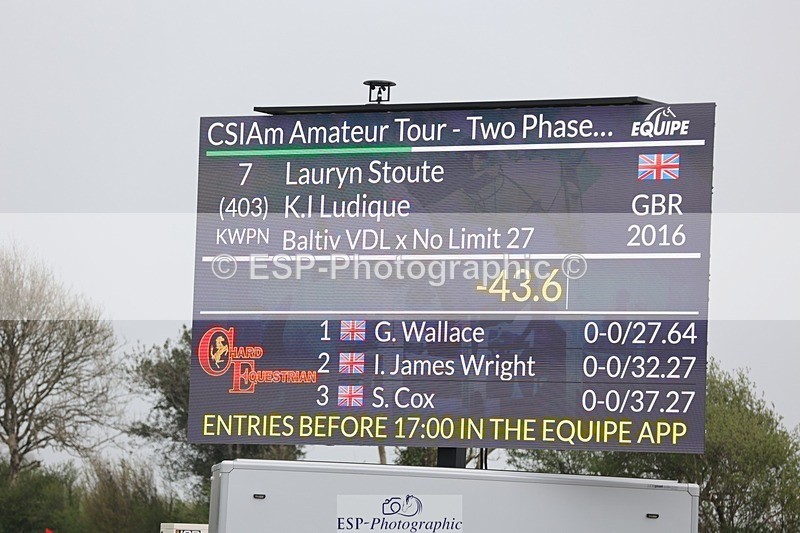 CSIAm Amateur Tour - Two Phase... EQUIPE
7 Lauryn Stoute
(403) K.I Ludique GBR
KWPN Baltiv VDL x No Limit 27 2016
© ESP-Photographic ©
-43.6
CHARD EQUESTRIAN
1 G. Wallace 0-0/27.64
2 I. James Wright 0-0/32.27
3 S. Cox 0-0/37.27
ENTRIES BEFORE 17:00 IN THE EQUIPE APP
ESP-Photographic